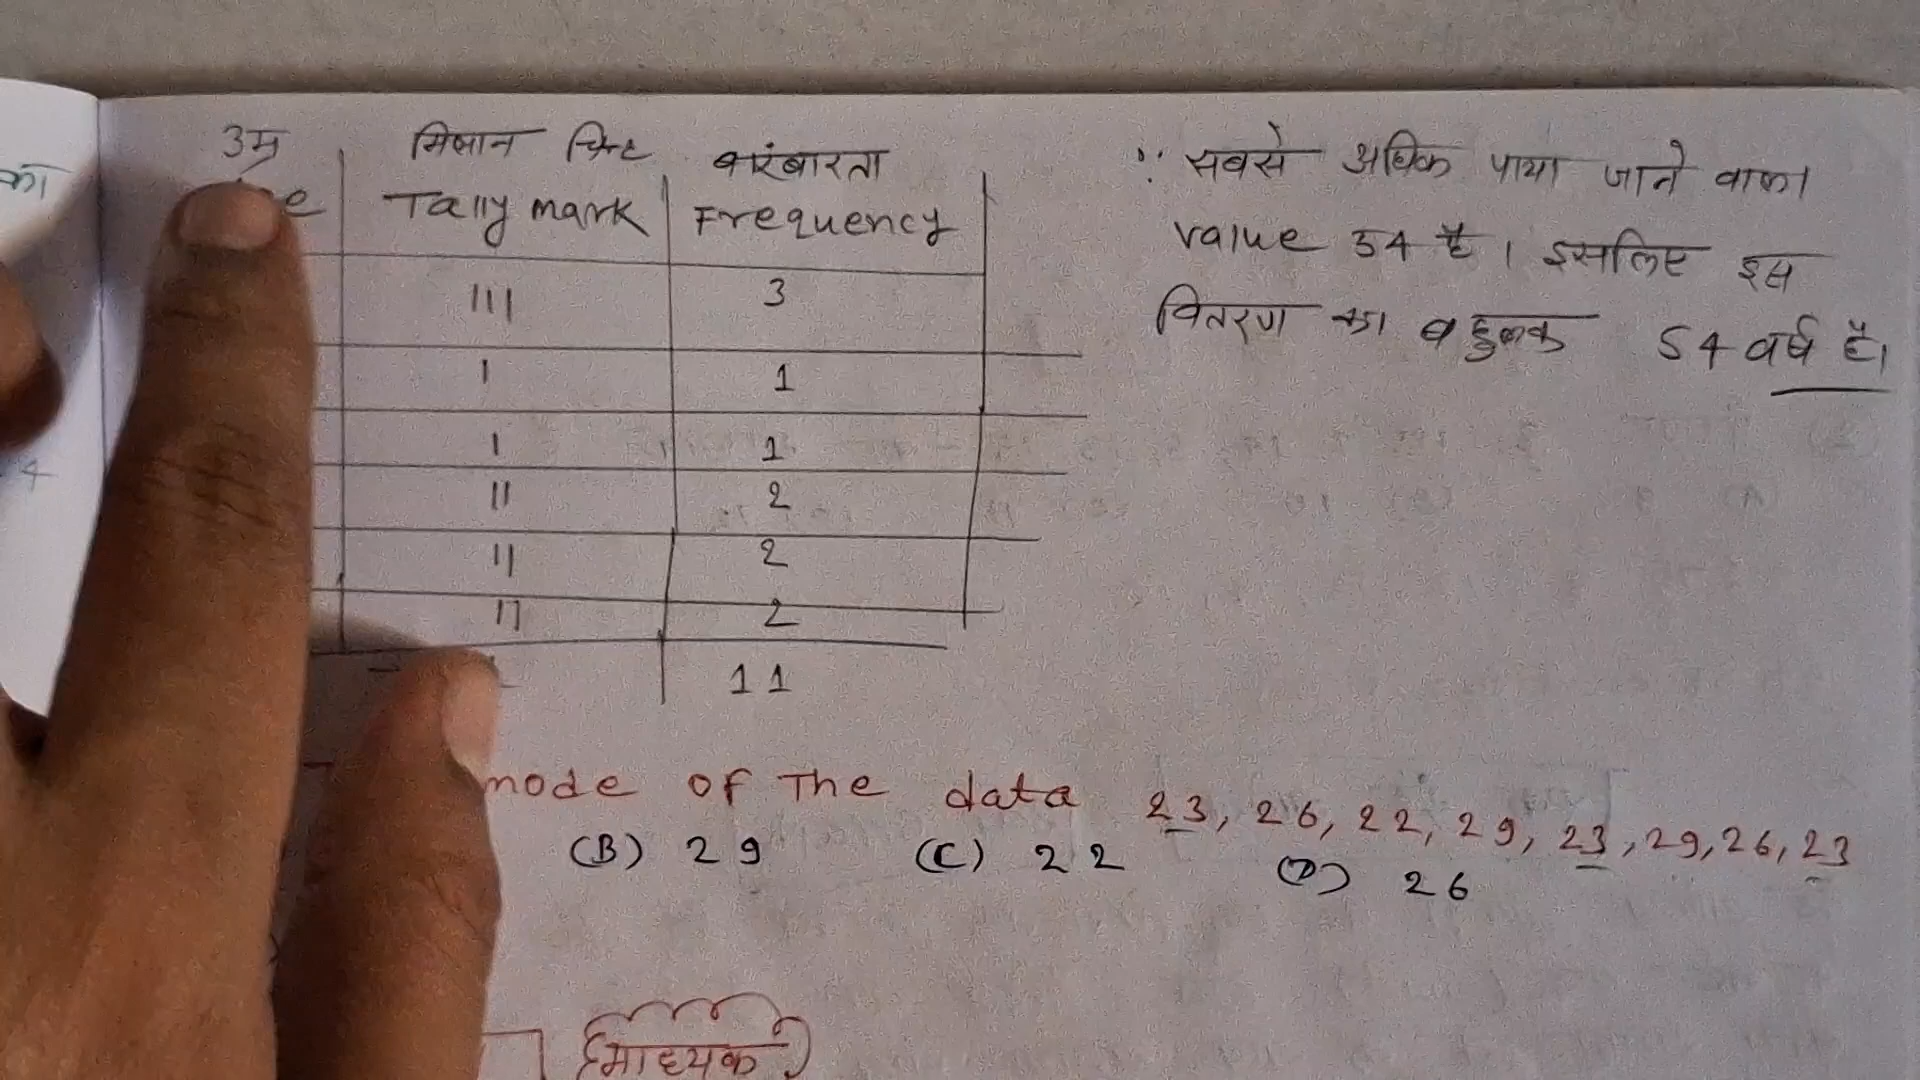 उम्र मिलान चिन्ह बारंबारता
Tally mark Frequency
||| 3
| 1
| 1
|| 2
|| 2
|| 2
11
∵ सबसे अधिक पाया जाने वाला
value 54 है। इसलिए इस
वितरण का बहुलक 54 वर्ष है।
mode of The data 23, 26, 22, 29, 23, 29, 26, 23
(B) 29 (C) 22 (D) 26
माध्यक